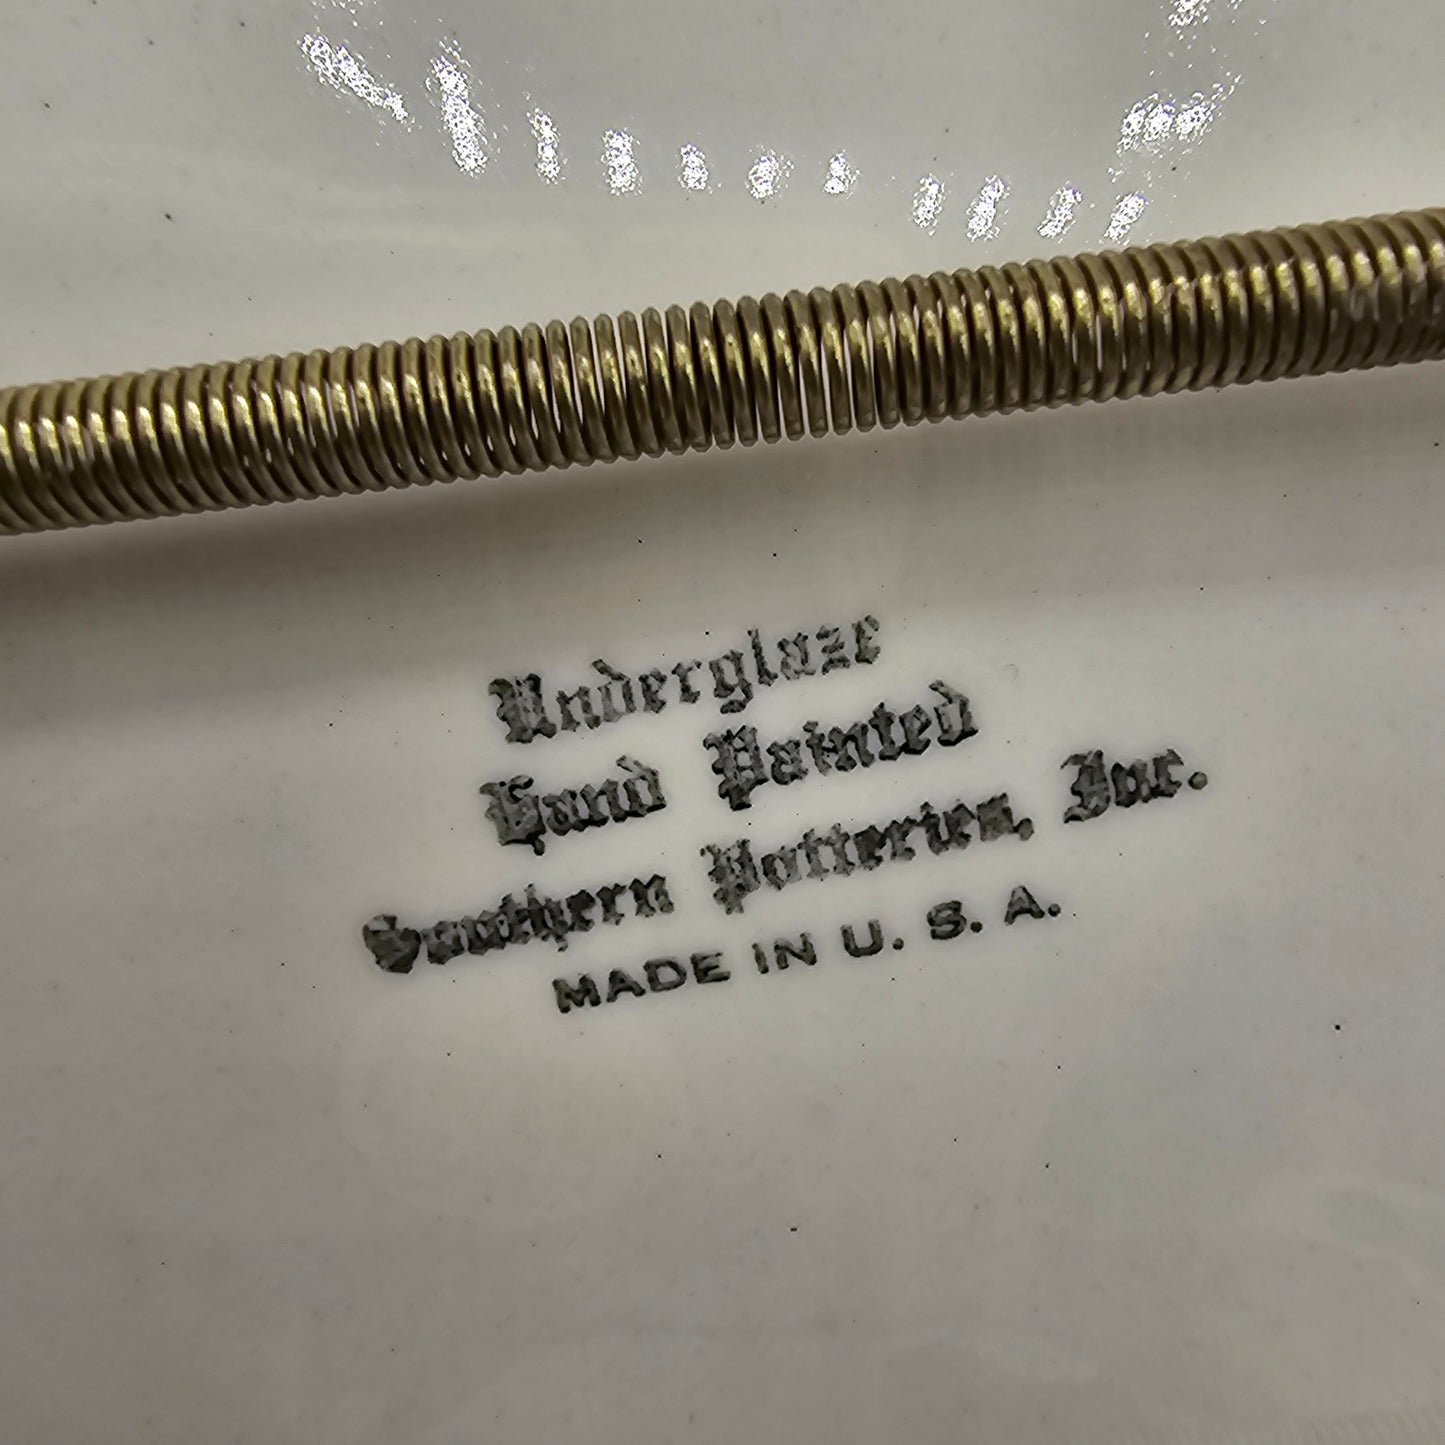 Underglaze
Hand Painted
Southern Potteries, Inc.
MADE IN U. S. A.